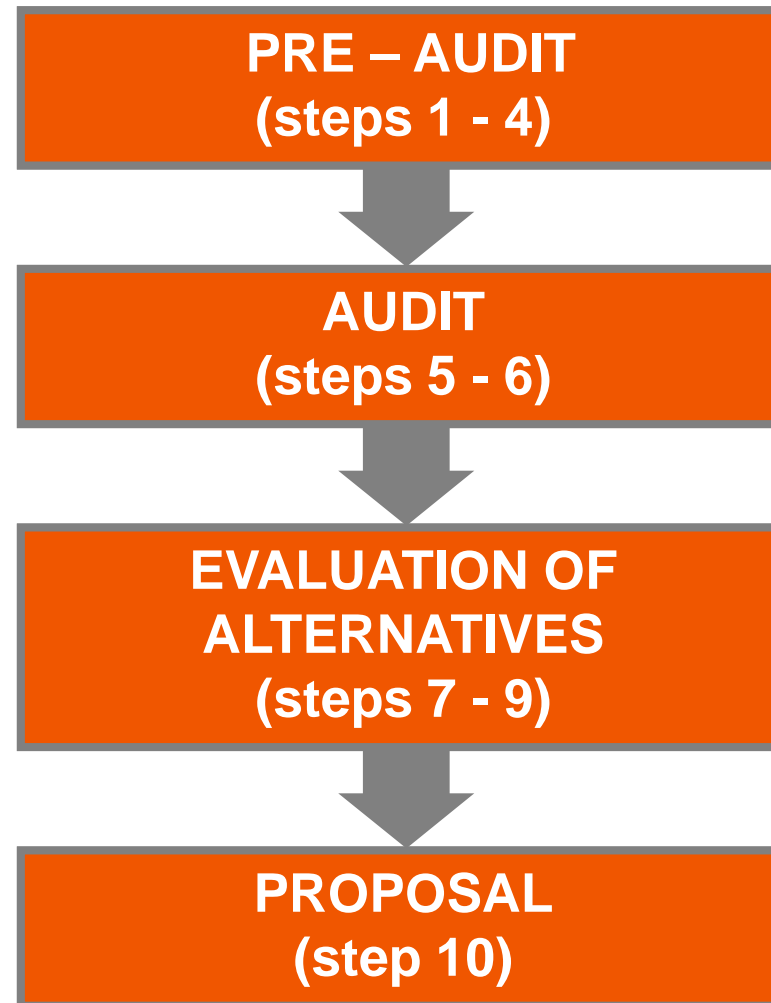 PRE – AUDIT
(steps 1 - 4)
AUDIT
(steps 5 - 6)
EVALUATION OF
ALTERNATIVES
(steps 7 - 9)
PROPOSAL
(step 10)